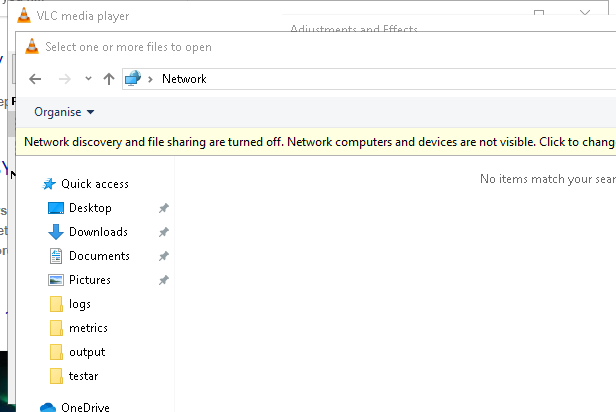 VLC media player
Adjustments and Effects
Select one or more files to open
Network
Organise
Network discovery and file sharing are turned off. Network computers and devices are not visible. Click to chang
No items match your sear
Quick access
Desktop
Downloads
Documents
Pictures
logs
metrics
output
testar
OneDrive